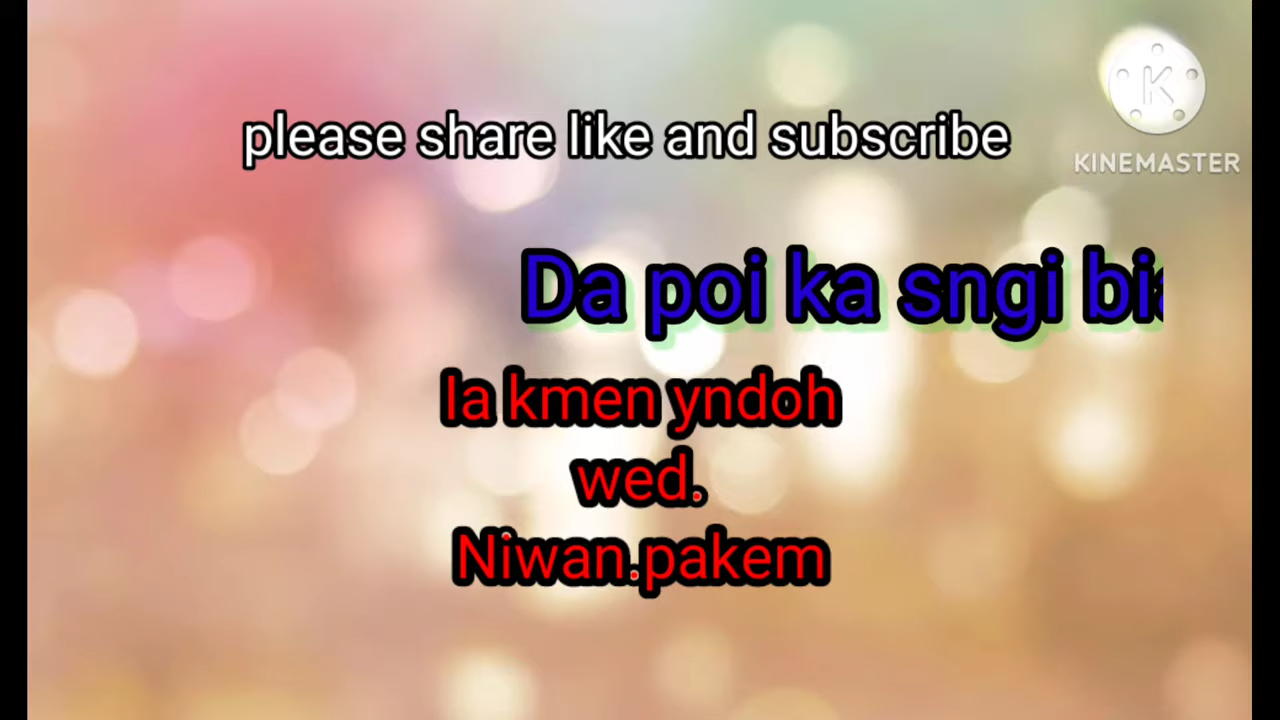 please share like and subscribe
KINEMASTER
Da poi ka sngi
Ia kmen yndoh
wed.
Niwan.pakem